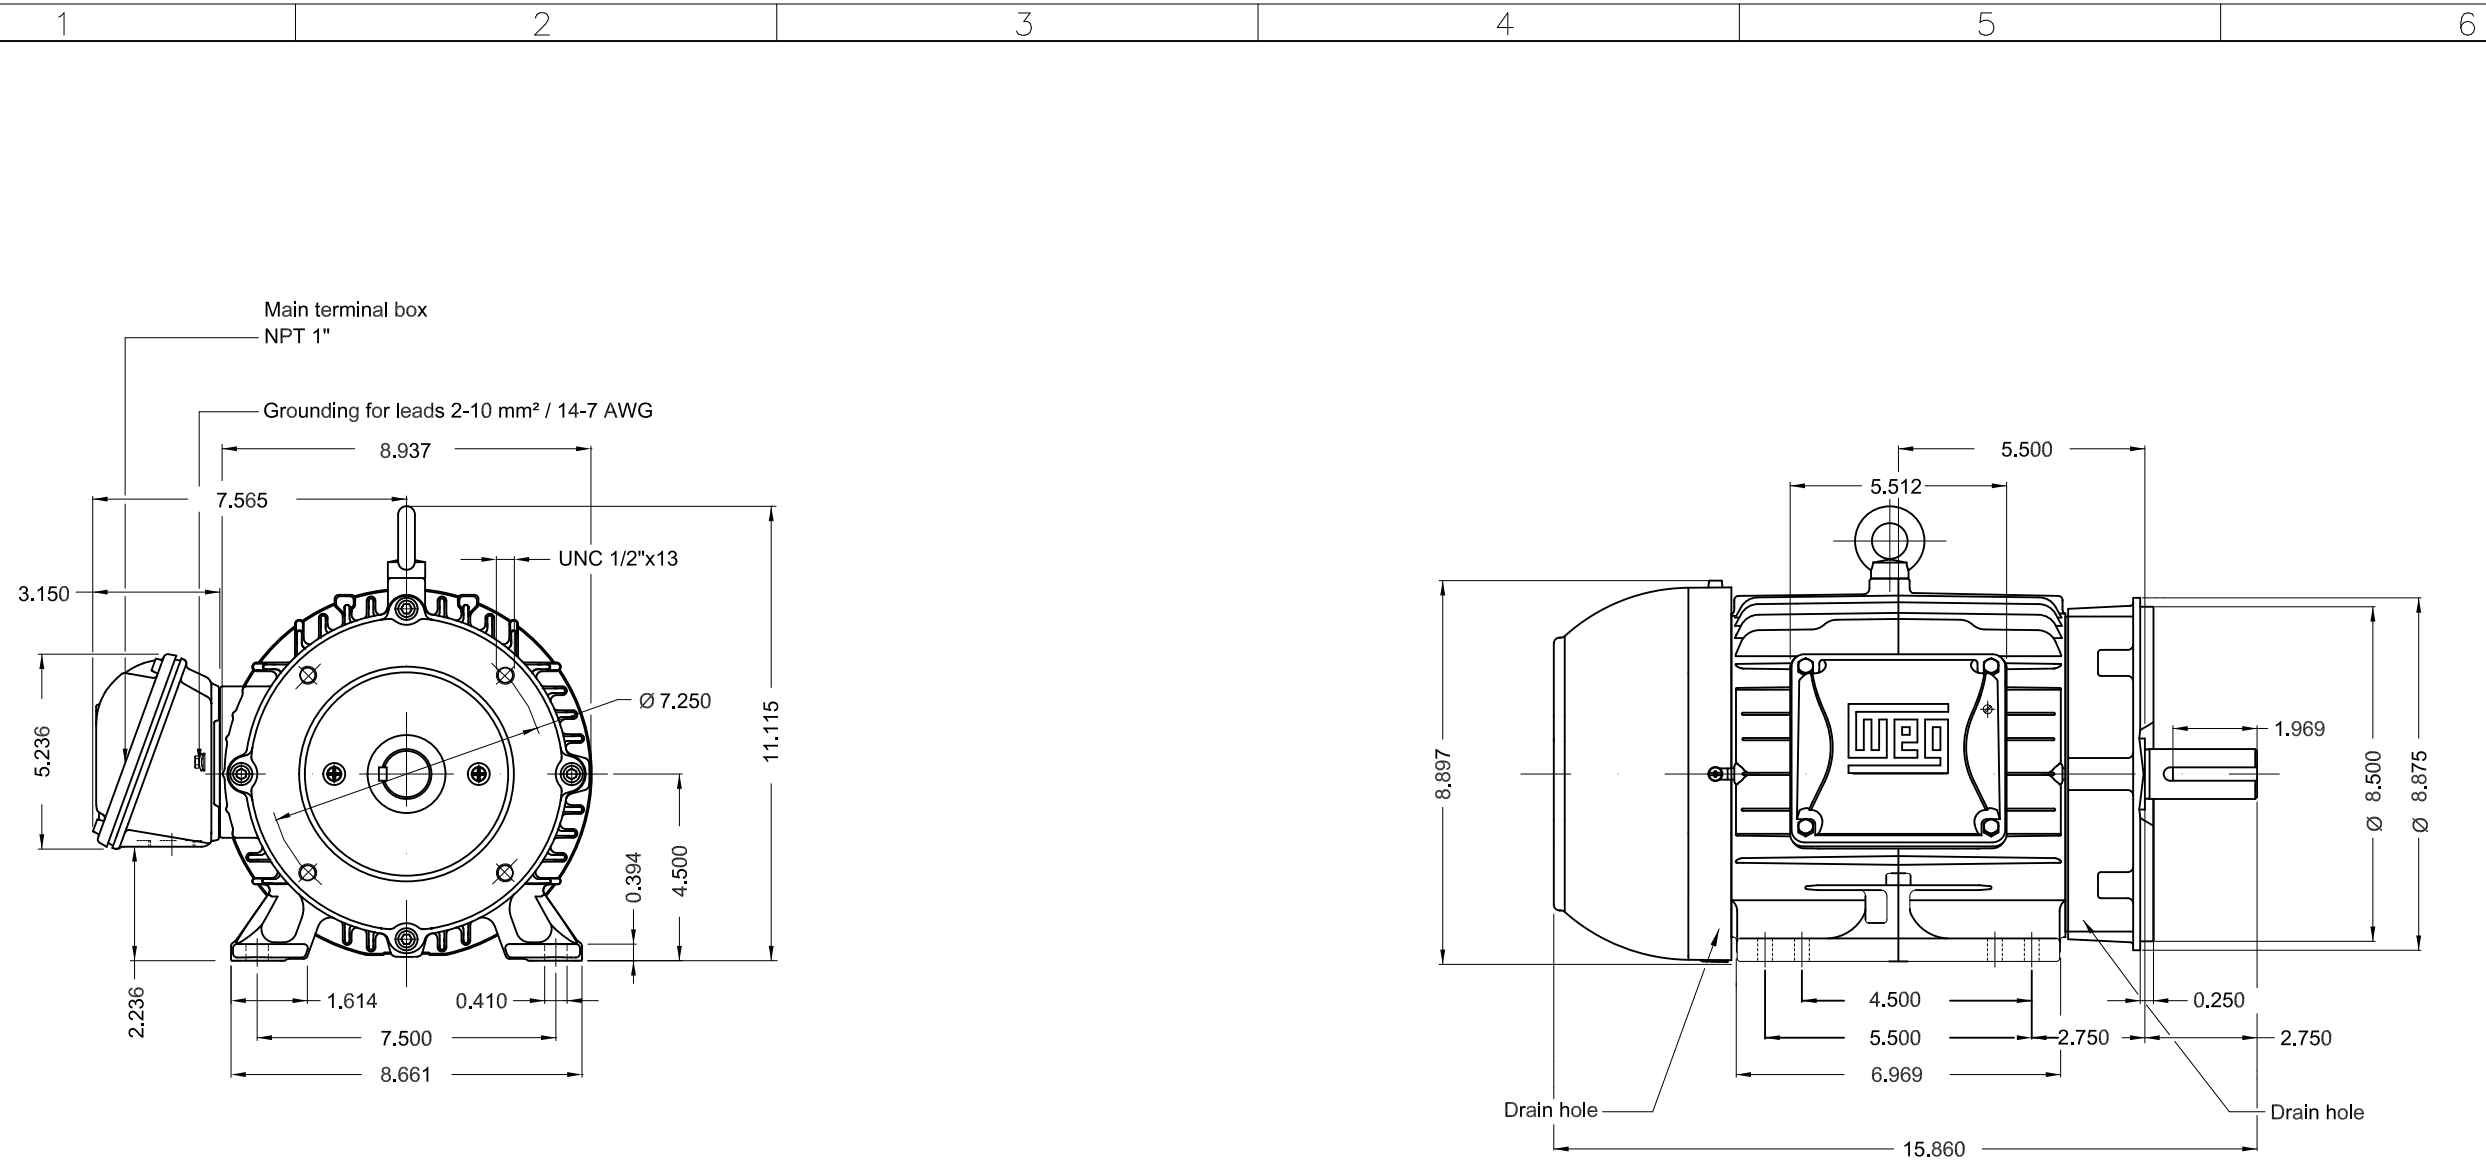 1 2 3 4 5 6
Main terminal box
NPT 1"
Grounding for leads 2-10 mm² / 14-7 AWG
8.937
7.565
UNC 1/2"x13
3.150
Ø 7.250
11.115
5.236
4.500
0.394
2.236
1.614
0.410
7.500
8.661
5.500
5.512
8.897
weg
1.969
Ø 8.500
Ø 8.875
4.500
0.250
5.500
2.750
2.750
6.969
Drain hole
Drain hole
15.860